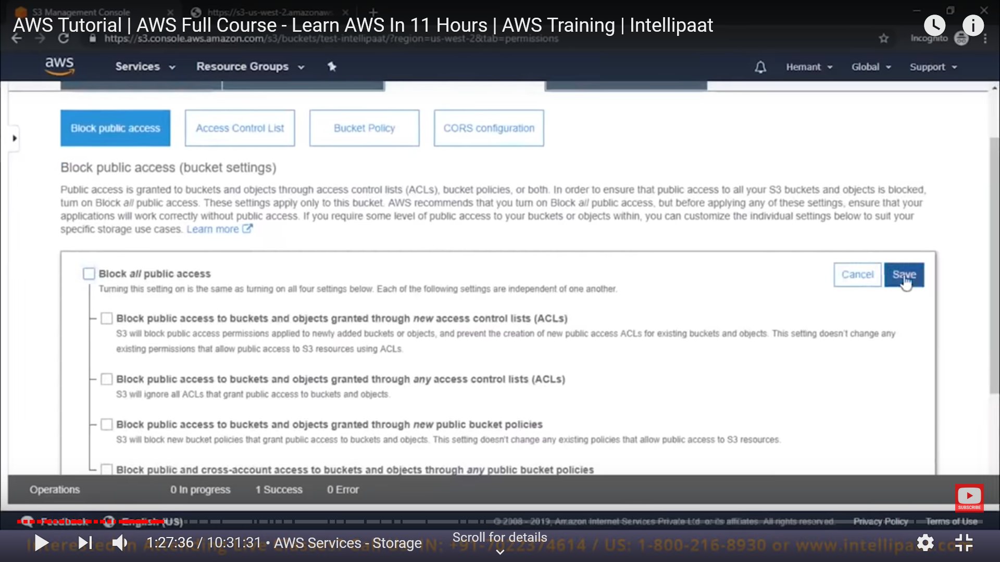 S3 Management Console
https://s3-us-west-2.amazonaws
AWS Tutorial | AWS Full Course - Learn AWS In 11 Hours | AWS Training | Intellipaat
https://s3.console.aws.amazon.com/s3/buckets/test-intellipaat/?region=us-west-2&tab=permissions
Incognito
aws
Services
Resource Groups
Hemant
Global
Support
Block public access
Access Control List
Bucket Policy
CORS configuration
Block public access (bucket settings)
Public access is granted to buckets and objects through access control lists (ACLs), bucket policies, or both. In order to ensure that public access to all your S3 buckets and objects is blocked,
turn on Block all public access. These settings apply only to this bucket. AWS recommends that you turn on Block all public access, but before applying any of these settings, ensure that your
applications will work correctly without public access. If you require some level of public access to your buckets or objects within, you can customize the individual settings below to suit your
specific storage use cases. Learn more
Block all public access
Cancel
Save
Turning this setting on is the same as turning on all four settings below. Each of the following settings are independent of one another.
Block public access to buckets and objects granted through new access control lists (ACLs)
S3 will block public access permissions applied to newly added buckets or objects, and prevent the creation of new public access ACLs for existing buckets and objects. This setting doesn't change any
existing permissions that allow public access to S3 resources using ACLs.
Block public access to buckets and objects granted through any access control lists (ACLs)
S3 will ignore all ACLs that grant public access to buckets and objects.
Block public access to buckets and objects granted through new public bucket policies
S3 will block new bucket policies that grant public access to buckets and objects. This setting doesn't change any existing policies that allow public access to S3 resources.
Block public and cross-account access to buckets and objects through any public bucket policies
Operations
0 In progress
1 Success
0 Error
SUBSCRIBE
Feedback
English (US)
© 2008 - 2019, Amazon Internet Services Private Ltd. or its affiliates. All rights reserved.
Privacy Policy
Terms of Use
1:27:36 / 10:31:31 • AWS Services - Storage
Scroll for details
4614 / US: 1-800-216-8930 or www.intellipaat.com